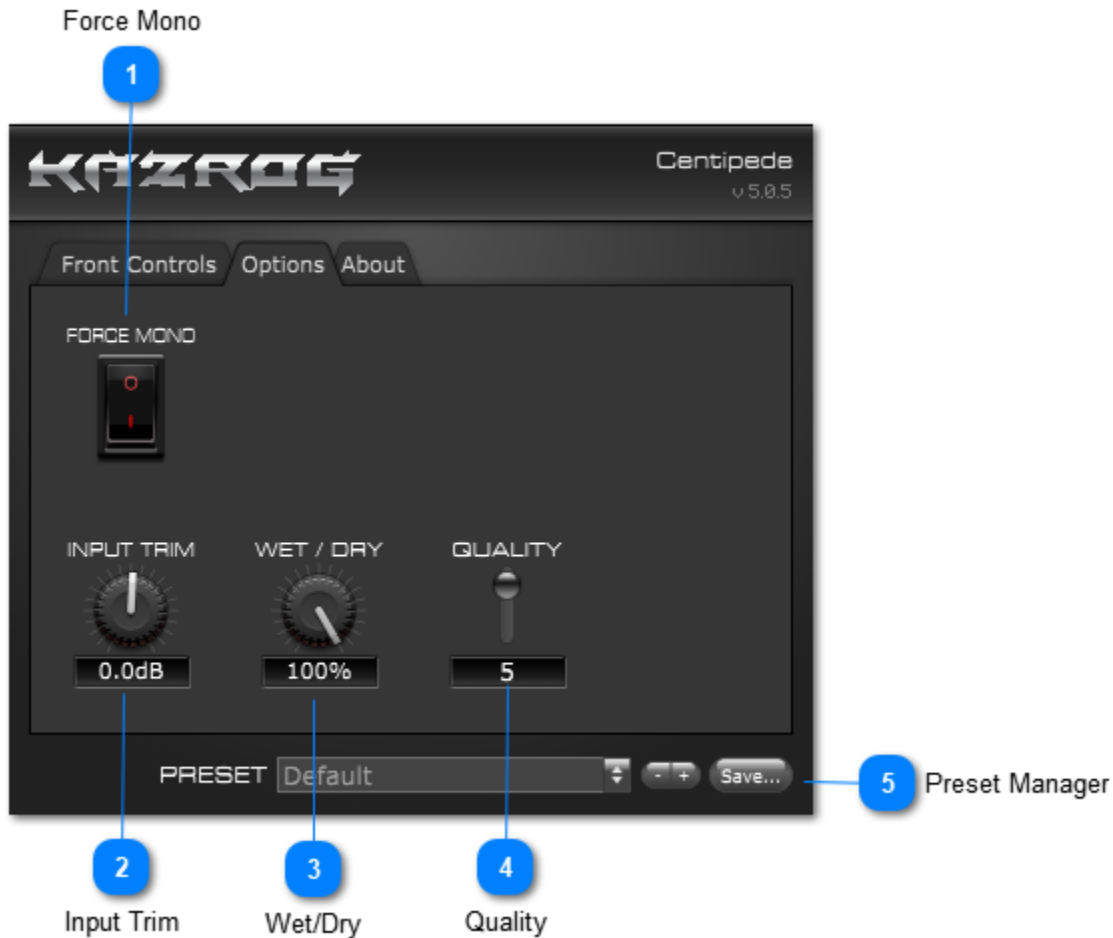 Force Mono
1
KAZROG
Centipede
v 5.0.5
Front Controls
Options
About
FORCE MONO
O
I
INPUT TRIM
WET / DRY
QUALITY
0.0dB
100%
5
PRESET
Default
- +
Save...
5
Preset Manager
2
3
4
Input Trim
Wet/Dry
Quality